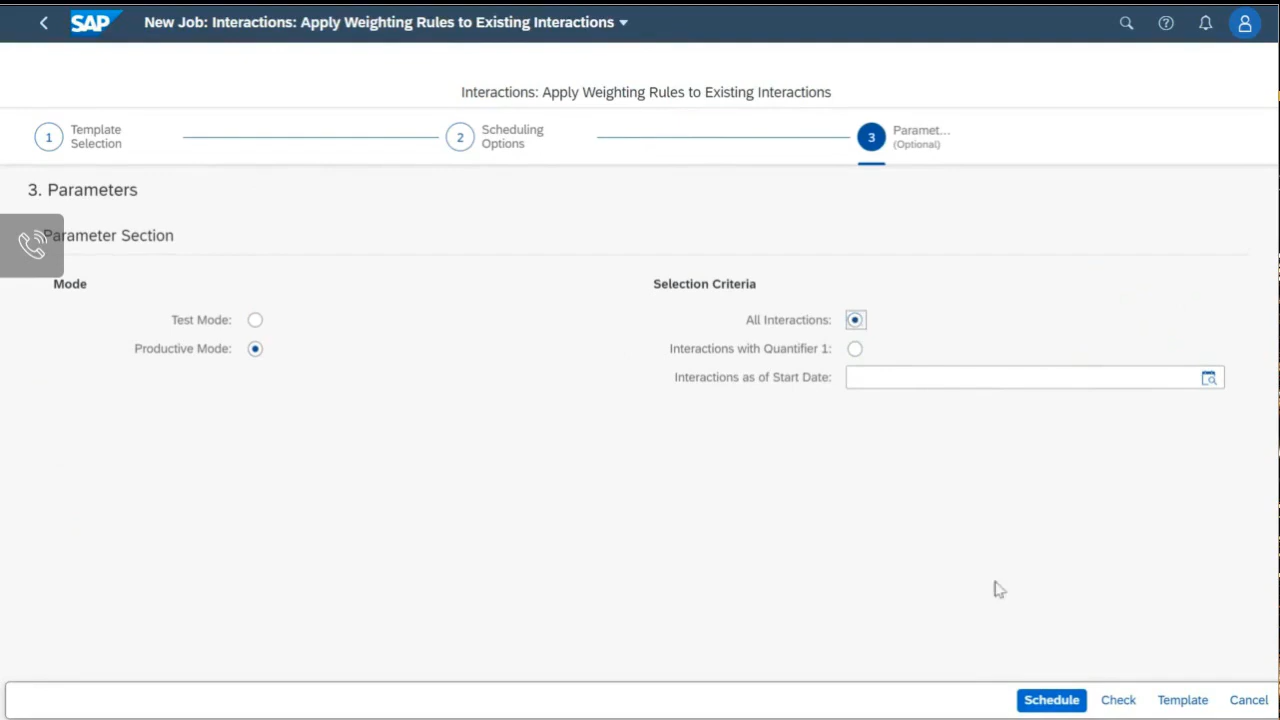 SAP New Job: Interactions: Apply Weighting Rules to Existing Interactions
Interactions: Apply Weighting Rules to Existing Interactions
1 Template
Selection
2 Scheduling
Options
3 Paramet...
(Optional)
3. Parameters
Parameter Section
Mode
Test Mode:
Productive Mode:
Selection Criteria
All Interactions:
Interactions with Quantifier 1:
Interactions as of Start Date:
Schedule Check Template Cancel